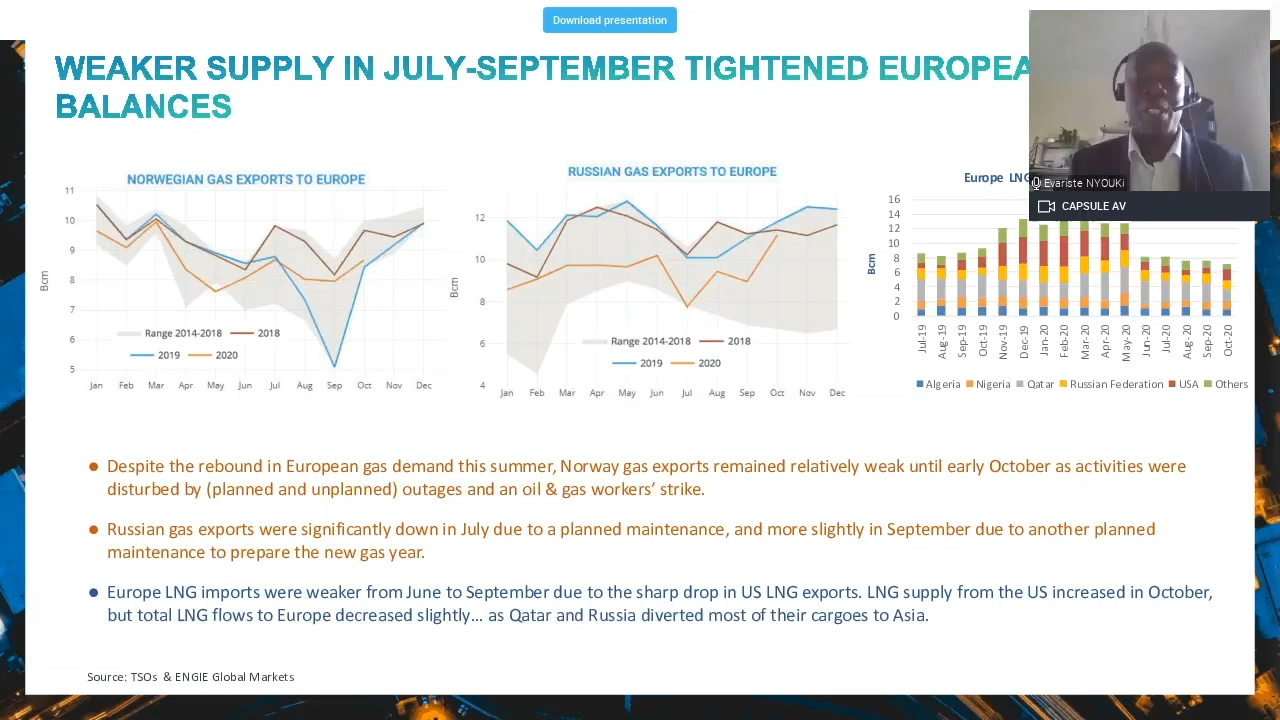 Download presentation
WEAKER SUPPLY IN JULY-SEPTEMBER TIGHTENED EUROPEA
BALANCES
Evariste NYOUKi
CAPSULE AV
NORWEGIAN GAS EXPORTS TO EUROPE
11
10
9
8
7
6
5
Bcm
Range 2014-2018
2018
2019
2020
Jan Feb Mar Apr May Jun Jul Aug Sep Oct Nov Dec
RUSSIAN GAS EXPORTS TO EUROPE
12
10
8
6
4
Bcm
Range 2014-2018
2018
2019
2020
Jan Feb Mar Apr May Jun Jul Aug Sep Oct Nov Dec
Europe LNG
16
14
12
10
8
6
4
2
0
Bcm
Jul-19 Aug-19 Sep-19 Oct-19 Nov-19 Dec-19 Jan-20 Feb-20 Mar-20 Apr-20 May-20 Jun-20 Jul-20 Aug-20 Sep-20 Oct-20
Algeria Nigeria Qatar Russian Federation USA Others
● Despite the rebound in European gas demand this summer, Norway gas exports remained relatively weak until early October as activities were
disturbed by (planned and unplanned) outages and an oil & gas workers’ strike.
● Russian gas exports were significantly down in July due to a planned maintenance, and more slightly in September due to another planned
maintenance to prepare the new gas year.
● Europe LNG imports were weaker from June to September due to the sharp drop in US LNG exports. LNG supply from the US increased in October,
but total LNG flows to Europe decreased slightly… as Qatar and Russia diverted most of their cargoes to Asia.
Source: TSOs & ENGIE Global Markets